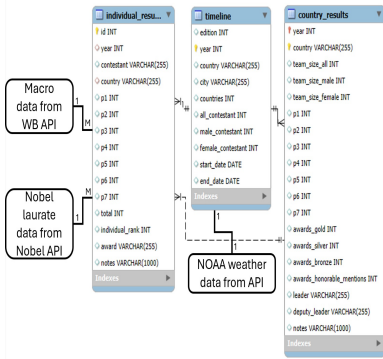 individual_resu...
id INT
year INT
contestant VARCHAR(255)
country VARCHAR(255)
p1 INT
p2 INT
p3 INT
p4 INT
p5 INT
p6 INT
p7 INT
total INT
individual_rank INT
award VARCHAR(255)
notes VARCHAR(1000)
Indexes
timeline
edition INT
year INT
country VARCHAR(255)
city VARCHAR(255)
countries INT
all_contestant INT
male_contestant INT
female_contestant INT
start_date DATE
end_date DATE
Indexes
country_results
year INT
country VARCHAR(255)
team_size_all INT
team_size_male INT
team_size_female INT
p1 INT
p2 INT
p3 INT
p4 INT
p5 INT
p6 INT
p7 INT
awards_gold INT
awards_silver INT
awards_bronze INT
awards_honorable_mentions INT
leader VARCHAR(255)
deputy_leader VARCHAR(255)
notes VARCHAR(1000)
Indexes
Macro
data from
WB API
1
M
Nobel
laurate
data from
Nobel API
M
1
1
1
NOAA weather
data from API